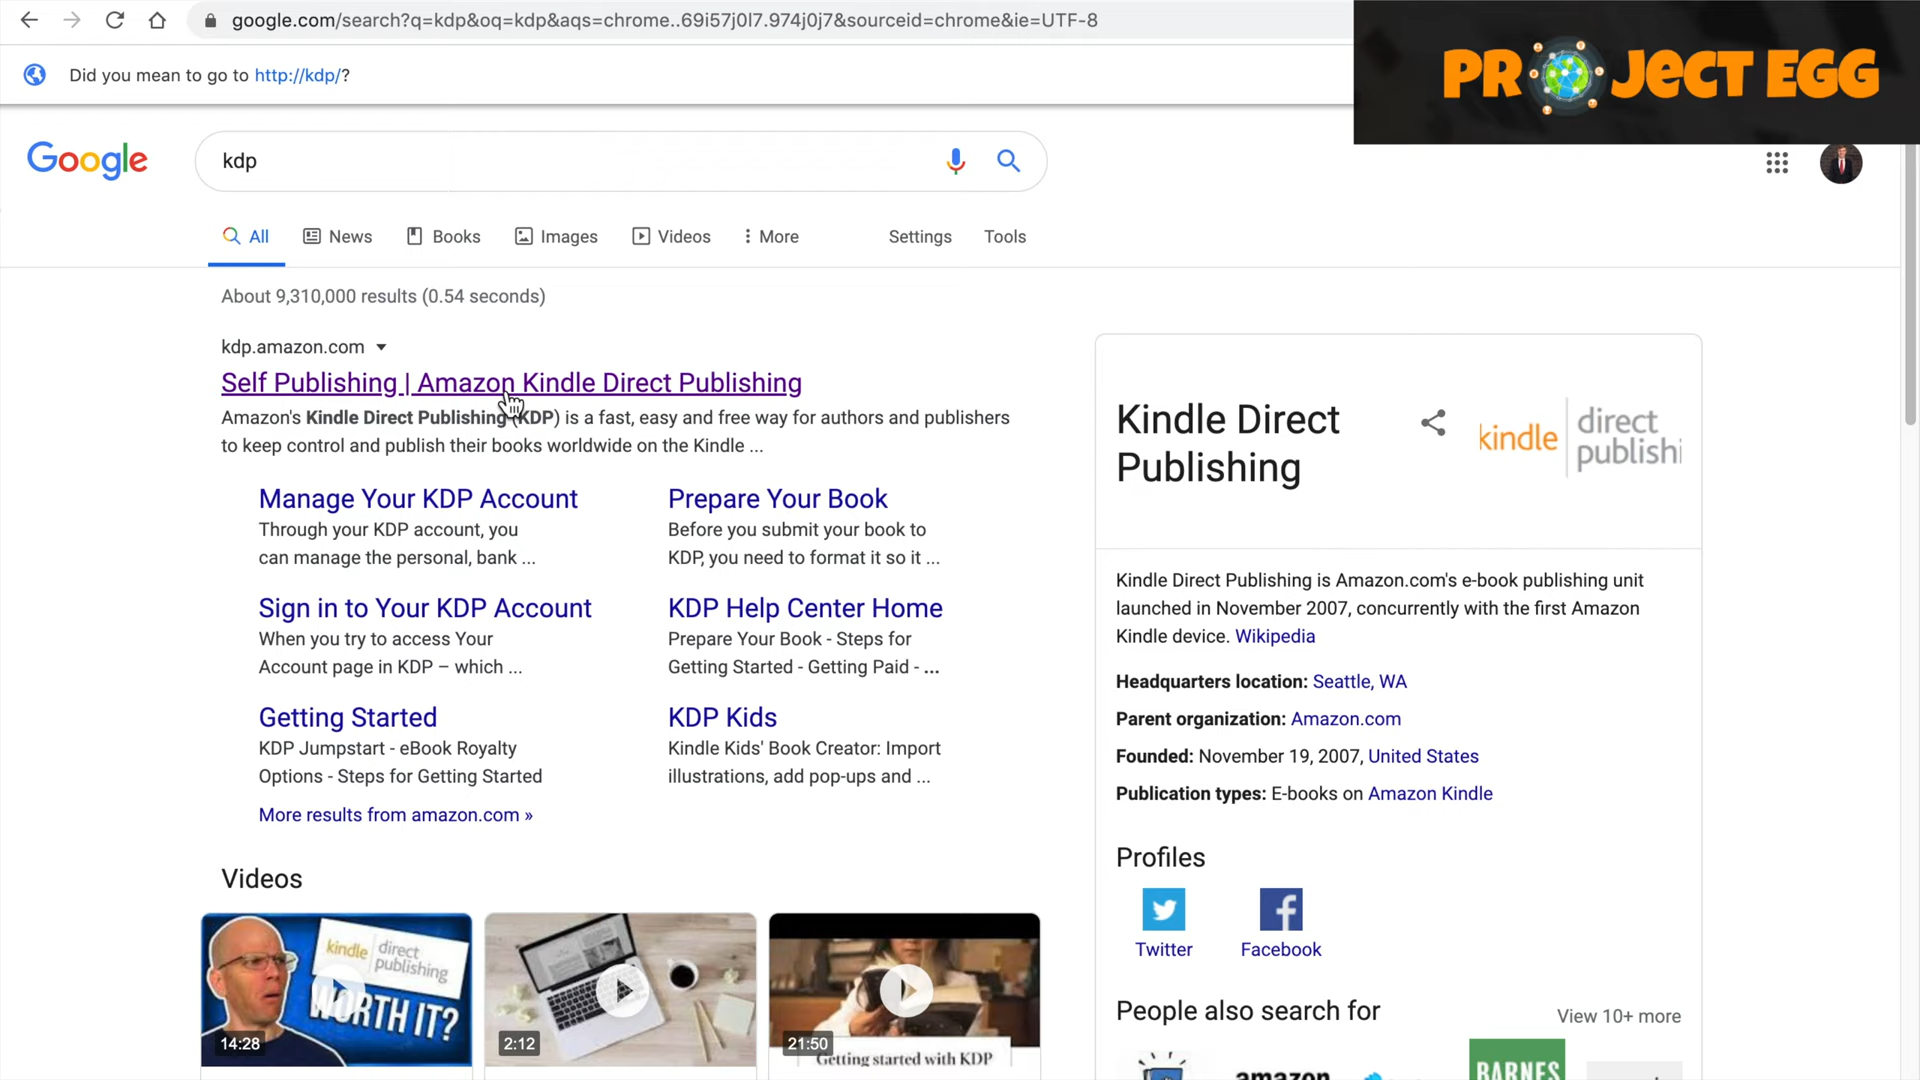 google.com/search?q=kdp&oq=kdp&aqs=chrome..69i57j0l7.974j0j7&sourceid=chrome&ie=UTF-8
PROJECT EGG
Did you mean to go to http://kdp/?
Google
kdp
All
News
Books
Images
Videos
More
Settings
Tools
About 9,310,000 results (0.54 seconds)
kdp.amazon.com
Self Publishing | Amazon Kindle Direct Publishing
Amazon's Kindle Direct Publishing (KDP) is a fast, easy and free way for authors and publishers
to keep control and publish their books worldwide on the Kindle ...
Manage Your KDP Account
Through your KDP account, you
can manage the personal, bank ...
Prepare Your Book
Before you submit your book to
KDP, you need to format it so it ...
Sign in to Your KDP Account
When you try to access Your
Account page in KDP – which ...
KDP Help Center Home
Prepare Your Book - Steps for
Getting Started - Getting Paid - ...
Getting Started
KDP Jumpstart - eBook Royalty
Options - Steps for Getting Started
KDP Kids
Kindle Kids' Book Creator: Import
illustrations, add pop-ups and ...
More results from amazon.com »
Videos
kindle direct
publishing
WORTH IT?
14:28
2:12
21:50
Getting started with KDP
Kindle Direct
Publishing
kindle
direct
publishi
Kindle Direct Publishing is Amazon.com's e-book publishing unit
launched in November 2007, concurrently with the first Amazon
Kindle device. Wikipedia
Headquarters location: Seattle, WA
Parent organization: Amazon.com
Founded: November 19, 2007, United States
Publication types: E-books on Amazon Kindle
Profiles
Twitter
Facebook
People also search for
View 10+ more
amazon
BARNES